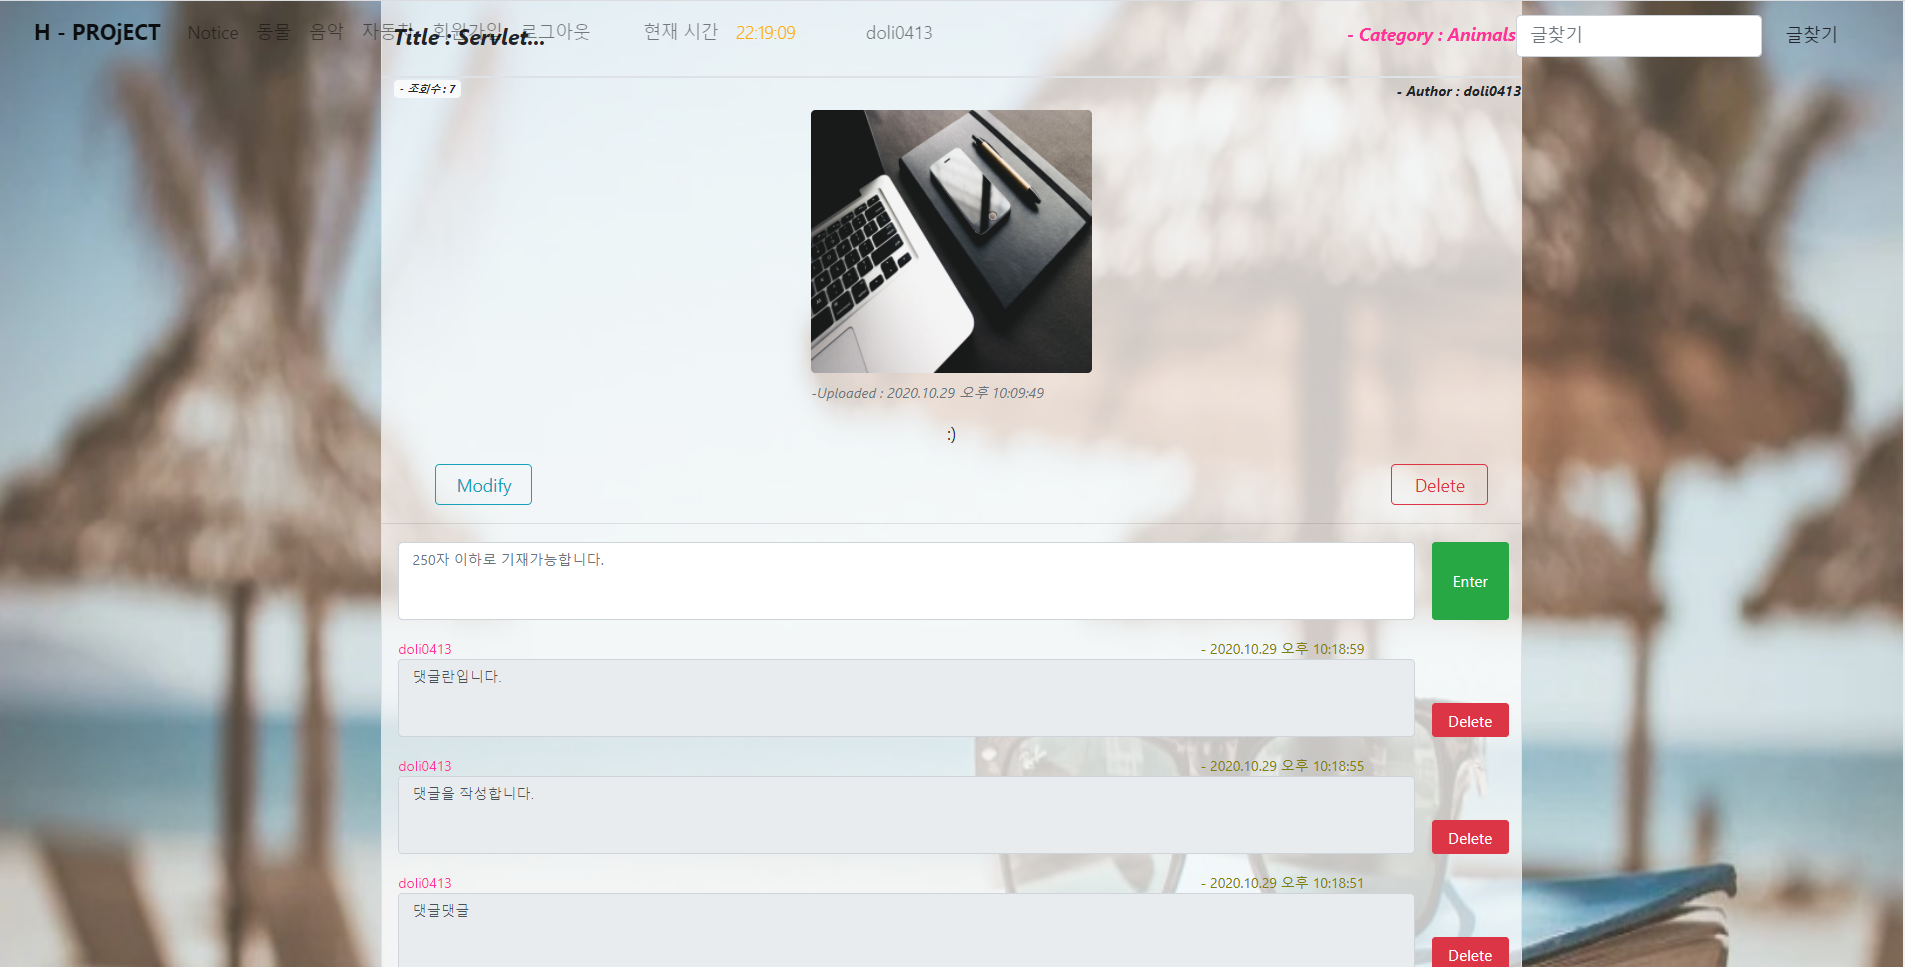 H - PROjECT Notice 동물 음악 자동차 회원가입 로그아웃 현재 시간 22:19:09 doli0413
Title : Servlet...
- Category : Animals
글찾기 글찾기
- 조회수 : 7
- Author : doli0413
-Uploaded : 2020.10.29 오후 10:09:49
:)
Modify Delete
250자 이하로 기재가능합니다.
Enter
doli0413 - 2020.10.29 오후 10:18:59
댓글란입니다.
Delete
doli0413 - 2020.10.29 오후 10:18:55
댓글을 작성합니다.
Delete
doli0413 - 2020.10.29 오후 10:18:51
댓글댓글
Delete